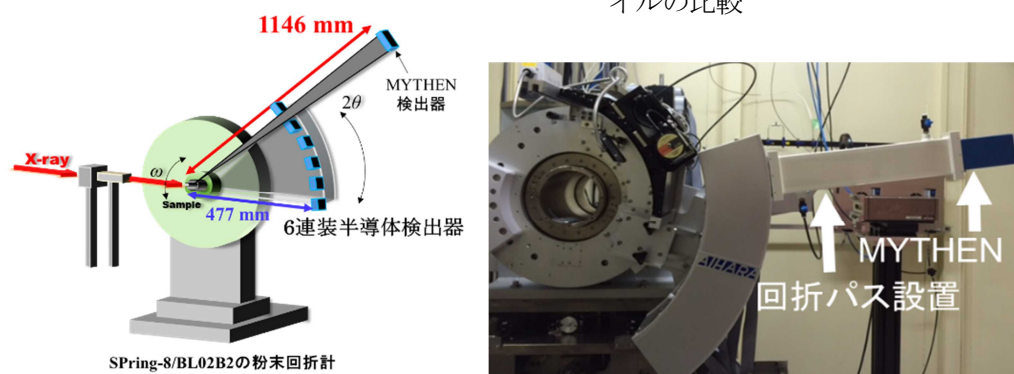 イルの比較
1146 mm
MYTHEN
検出器
2θ
X-ray
ω
Sample
477 mm
6連装半導体検出器
SPring-8/BL02B2の粉末回折計
AIHARA
MYTHEN
回折パス設置